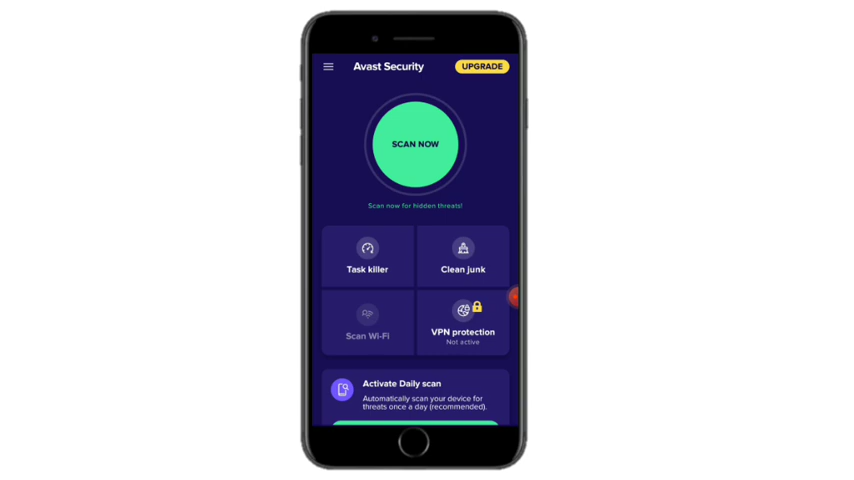 Avast Security
UPGRADE
SCAN NOW
Scan now for hidden threats!
Task killer
Clean junk
Scan Wi-Fi
VPN protection
Not active
Activate Daily scan
Automatically scan your device for
threats once a day (recommended).